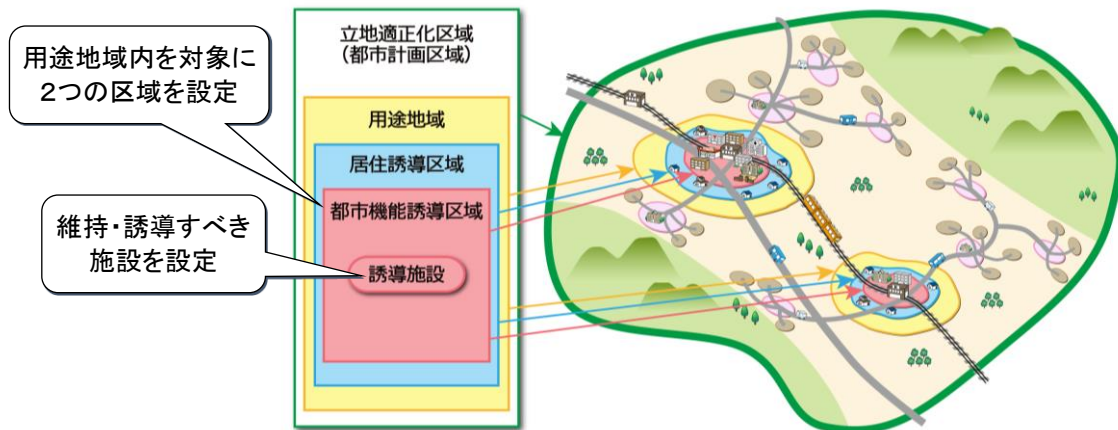 用途地域内を対象に
2つの区域を設定
維持・誘導すべき
施設を設定
立地適正化区域
(都市計画区域)
用途地域
居住誘導区域
都市機能誘導区域
誘導施設